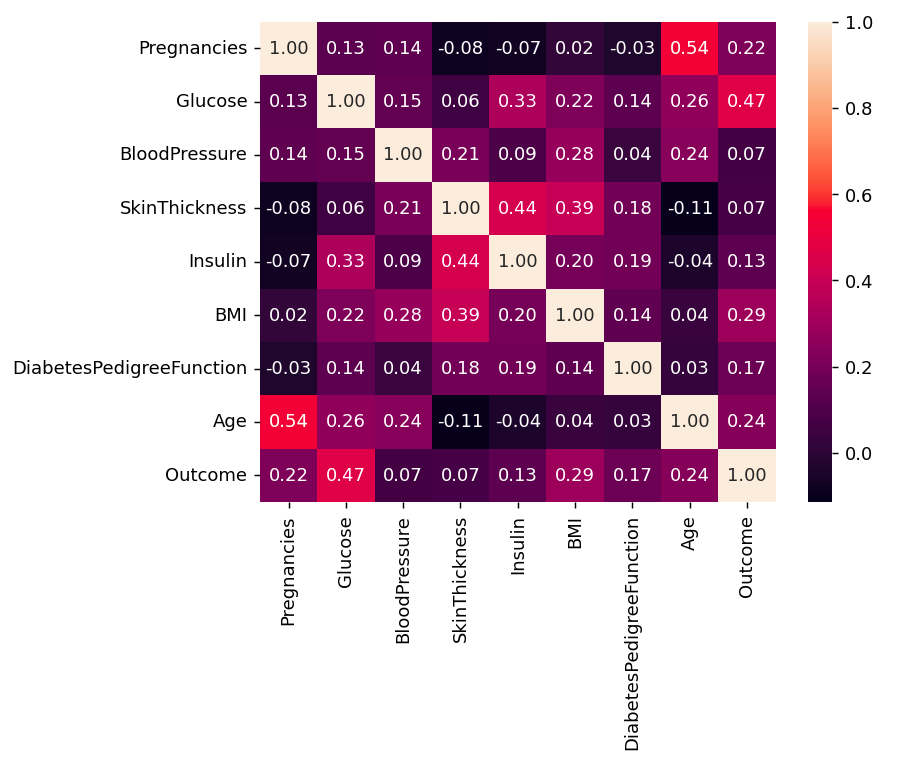 Pregnancies 1.00 0.13 0.14 -0.08 -0.07 0.02 -0.03 0.54 0.22
Glucose 0.13 1.00 0.15 0.06 0.33 0.22 0.14 0.26 0.47
BloodPressure 0.14 0.15 1.00 0.21 0.09 0.28 0.04 0.24 0.07
SkinThickness -0.08 0.06 0.21 1.00 0.44 0.39 0.18 -0.11 0.07
Insulin -0.07 0.33 0.09 0.44 1.00 0.20 0.19 -0.04 0.13
BMI 0.02 0.22 0.28 0.39 0.20 1.00 0.14 0.04 0.29
DiabetesPedigreeFunction -0.03 0.14 0.04 0.18 0.19 0.14 1.00 0.03 0.17
Age 0.54 0.26 0.24 -0.11 -0.04 0.04 0.03 1.00 0.24
Outcome 0.22 0.47 0.07 0.07 0.13 0.29 0.17 0.24 1.00
Pregnancies
Glucose
BloodPressure
SkinThickness
Insulin
BMI
DiabetesPedigreeFunction
Age
Outcome
1.0
0.8
0.6
0.4
0.2
0.0